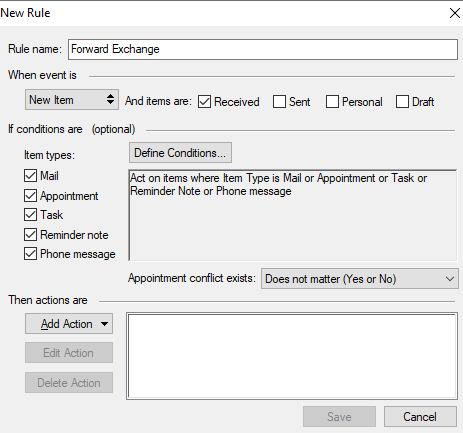 New Rule
Rule name: Forward Exchange
When event is
New Item And items are: Received Sent Personal Draft
If conditions are (optional)
Item types: Define Conditions...
Mail
Appointment
Task
Reminder note
Phone message
Act on items where Item Type is Mail or Appointment or Task or
Reminder Note or Phone message
Appointment conflict exists: Does not matter (Yes or No)
Then actions are
Add Action
Edit Action
Delete Action
Save Cancel